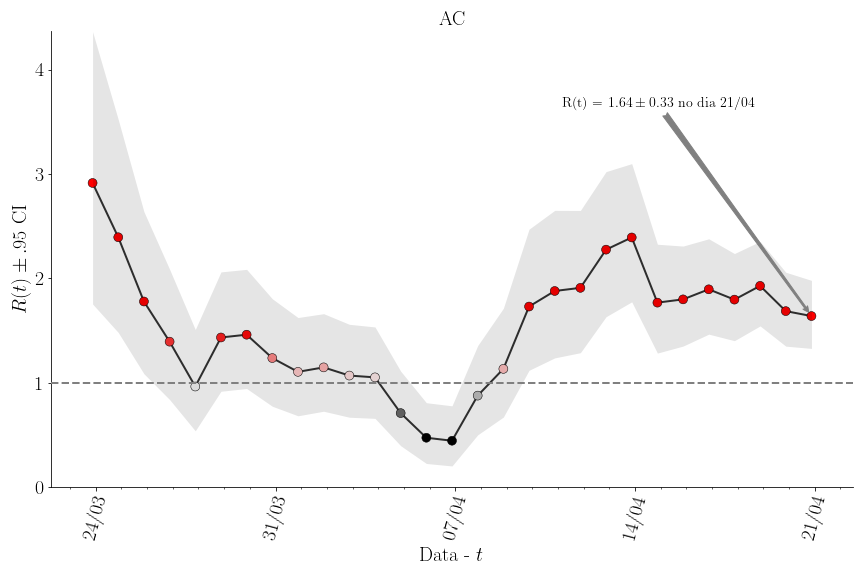 AC
4
3
2
1
0
R(t) ± .95 CI
R(t) = 1.64 ± 0.33 no dia 21/04
24/03
31/03
07/04
14/04
21/04
Data - t